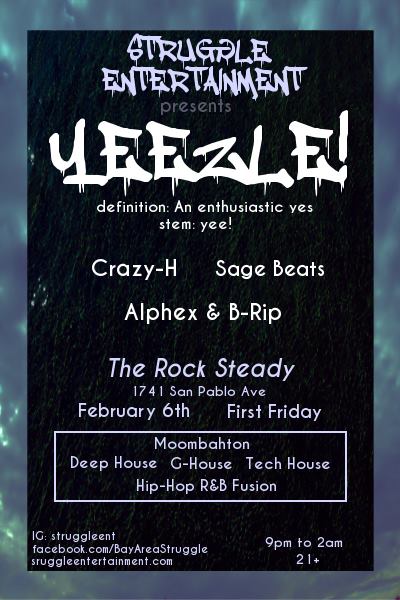 STRUGGLE
ENTERTAINMENT
presents
YEEZLE!
definition: An enthusiastic yes
stem: yee!
Crazy-H Sage Beats
Alphex & B-Rip
The Rock Steady
1741 San Pablo Ave
February 6th First Friday
Moombahton
Deep House G-House Tech House
Hip-Hop R&B Fusion
IG: struggleent
facebook.com/BayAreaStruggle
sruggleentertainment.com
9pm to 2am
21+